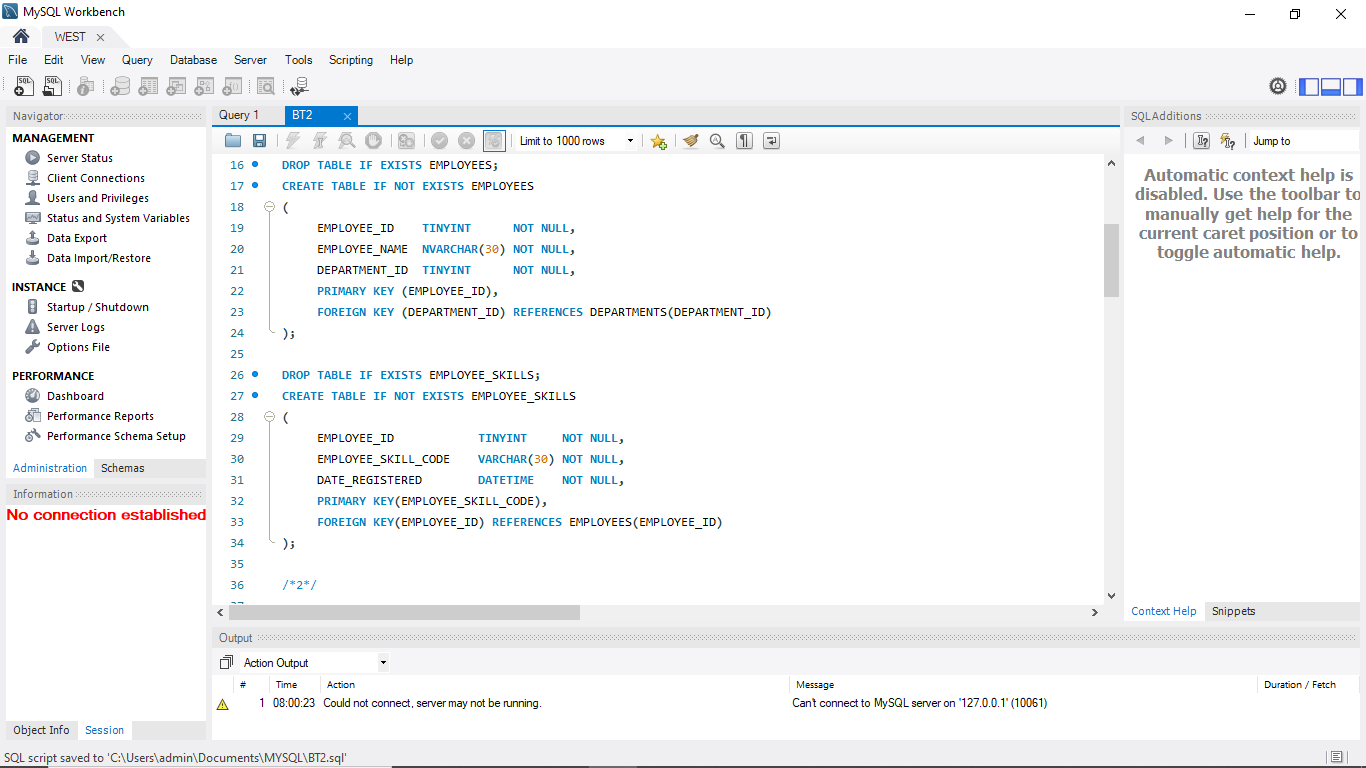 MySQL Workbench
WEST
File Edit View Query Database Server Tools Scripting Help
Navigator
MANAGEMENT
Server Status
Client Connections
Users and Privileges
Status and System Variables
Data Export
Data Import/Restore
INSTANCE
Startup / Shutdown
Server Logs
Options File
PERFORMANCE
Dashboard
Performance Reports
Performance Schema Setup
Administration Schemas
Information
No connection established
Object Info Session
Query 1 BT2
Limit to 1000 rows
16 DROP TABLE IF EXISTS EMPLOYEES;
17 CREATE TABLE IF NOT EXISTS EMPLOYEES
18 (
19 EMPLOYEE_ID TINYINT NOT NULL,
20 EMPLOYEE_NAME NVARCHAR(30) NOT NULL,
21 DEPARTMENT_ID TINYINT NOT NULL,
22 PRIMARY KEY (EMPLOYEE_ID),
23 FOREIGN KEY (DEPARTMENT_ID) REFERENCES DEPARTMENTS(DEPARTMENT_ID)
24 );
25
26 DROP TABLE IF EXISTS EMPLOYEE_SKILLS;
27 CREATE TABLE IF NOT EXISTS EMPLOYEE_SKILLS
28 (
29 EMPLOYEE_ID TINYINT NOT NULL,
30 EMPLOYEE_SKILL_CODE VARCHAR(30) NOT NULL,
31 DATE_REGISTERED DATETIME NOT NULL,
32 PRIMARY KEY(EMPLOYEE_SKILL_CODE),
33 FOREIGN KEY(EMPLOYEE_ID) REFERENCES EMPLOYEES(EMPLOYEE_ID)
34 );
35
36 /*2*/
SQLAdditions
Jump to
Automatic context help is
disabled. Use the toolbar to
manually get help for the
current caret position or to
toggle automatic help.
Context Help Snippets
Output
Action Output
# Time Action Message Duration / Fetch
1 08:00:23 Could not connect, server may not be running. Can't connect to MySQL server on '127.0.0.1' (10061)
SQL script saved to 'C:\Users\admin\Documents\MYSQL\BT2.sql'